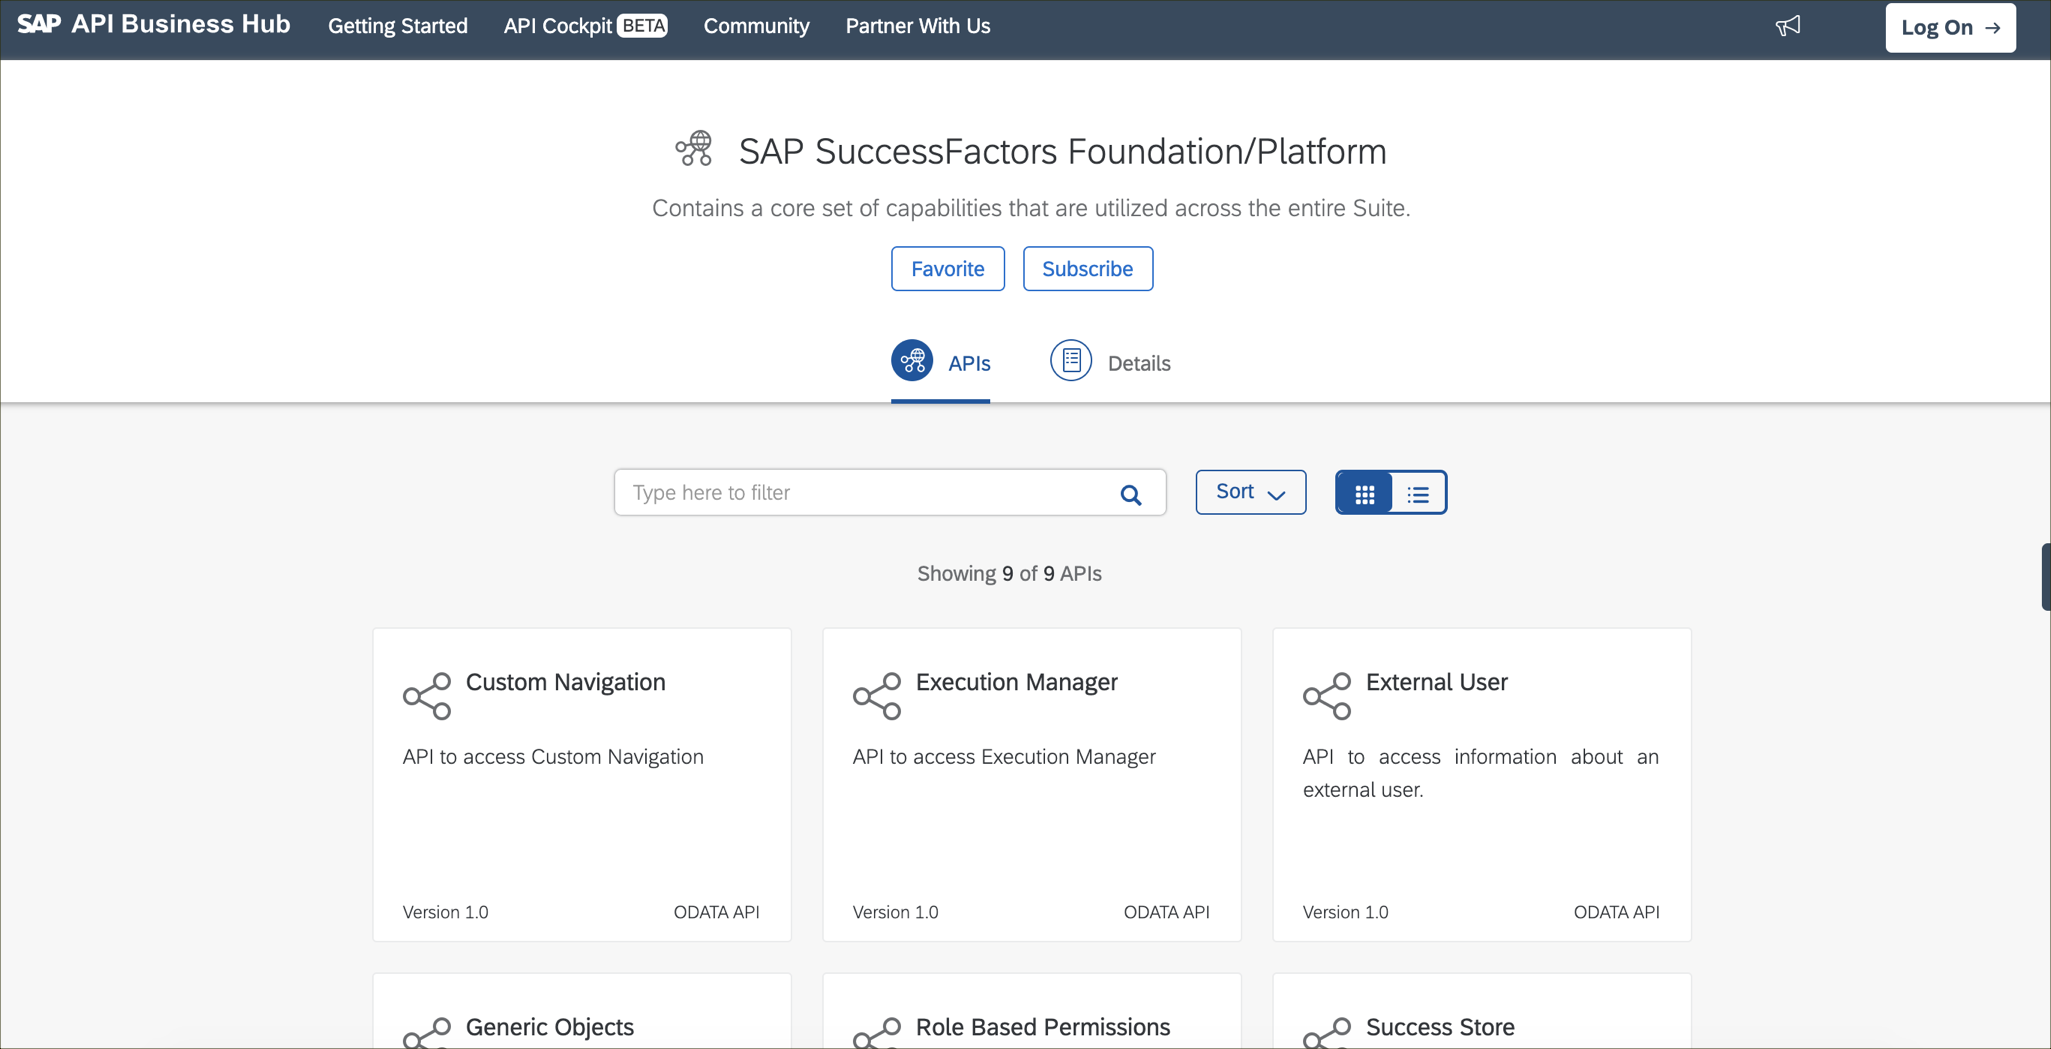 SAP API Business Hub Getting Started API Cockpit BETA Community Partner With Us Log On →
SAP SuccessFactors Foundation/Platform
Contains a core set of capabilities that are utilized across the entire Suite.
Favorite Subscribe
APIs Details
Type here to filter Sort
Showing 9 of 9 APIs
Custom Navigation
API to access Custom Navigation
Version 1.0 ODATA API
Execution Manager
API to access Execution Manager
Version 1.0 ODATA API
External User
API to access information about an
external user.
Version 1.0 ODATA API
Generic Objects
Role Based Permissions
Success Store